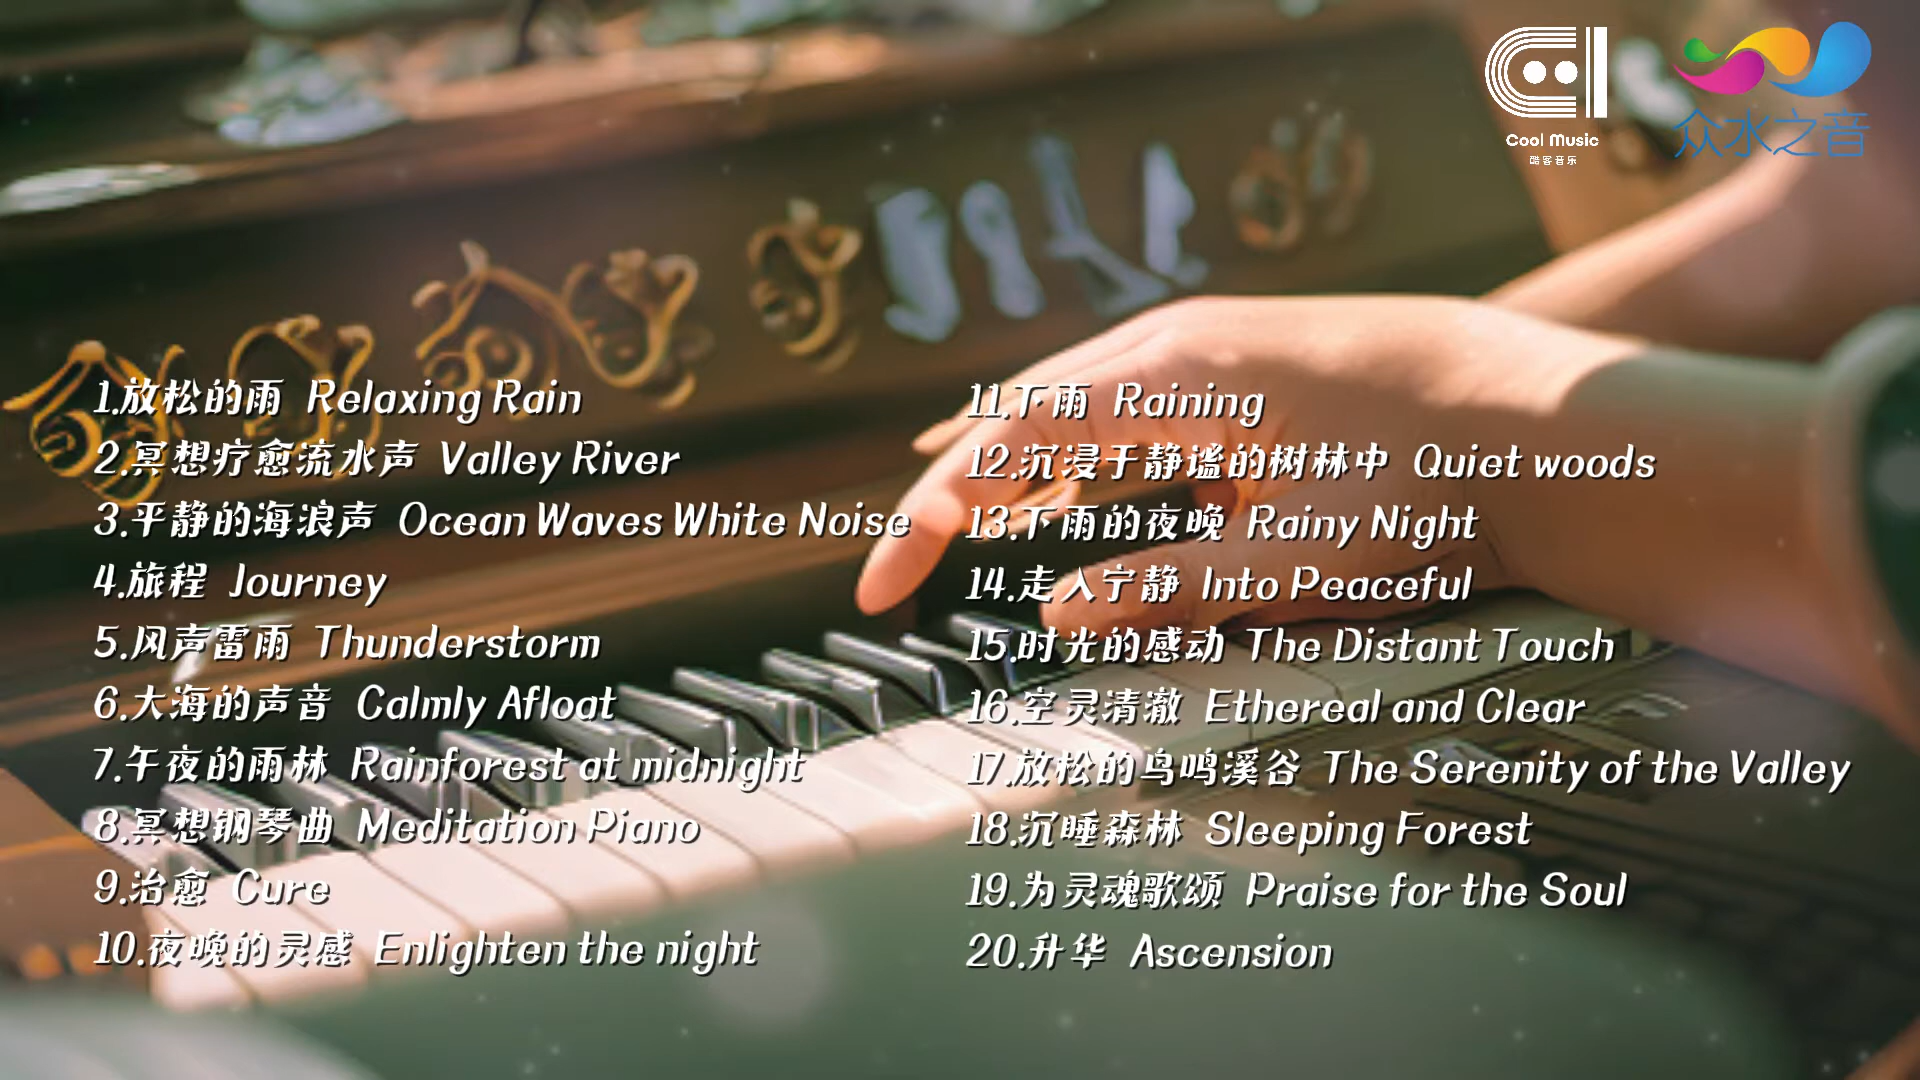 Cool Music
酷客音乐
众水之音
1.放松的雨 Relaxing Rain
2.冥想疗愈流水声 Valley River
3.平静的海浪声 Ocean Waves White Noise
4.旅程 Journey
5.风声雷雨 Thunderstorm
6.大海的声音 Calmly Afloat
7.午夜的雨林 Rainforest at midnight
8.冥想钢琴曲 Meditation Piano
9.治愈 Cure
10.夜晚的灵感 Enlighten the night
11.下雨 Raining
12.沉浸于静谧的树林中 Quiet woods
13.下雨的夜晚 Rainy Night
14.走入宁静 Into Peaceful
15.时光的感动 The Distant Touch
16.空灵清澈 Ethereal and Clear
17.放松的鸟鸣溪谷 The Serenity of the Valley
18.沉睡森林 Sleeping Forest
19.为灵魂歌颂 Praise for the Soul
20.升华 Ascension